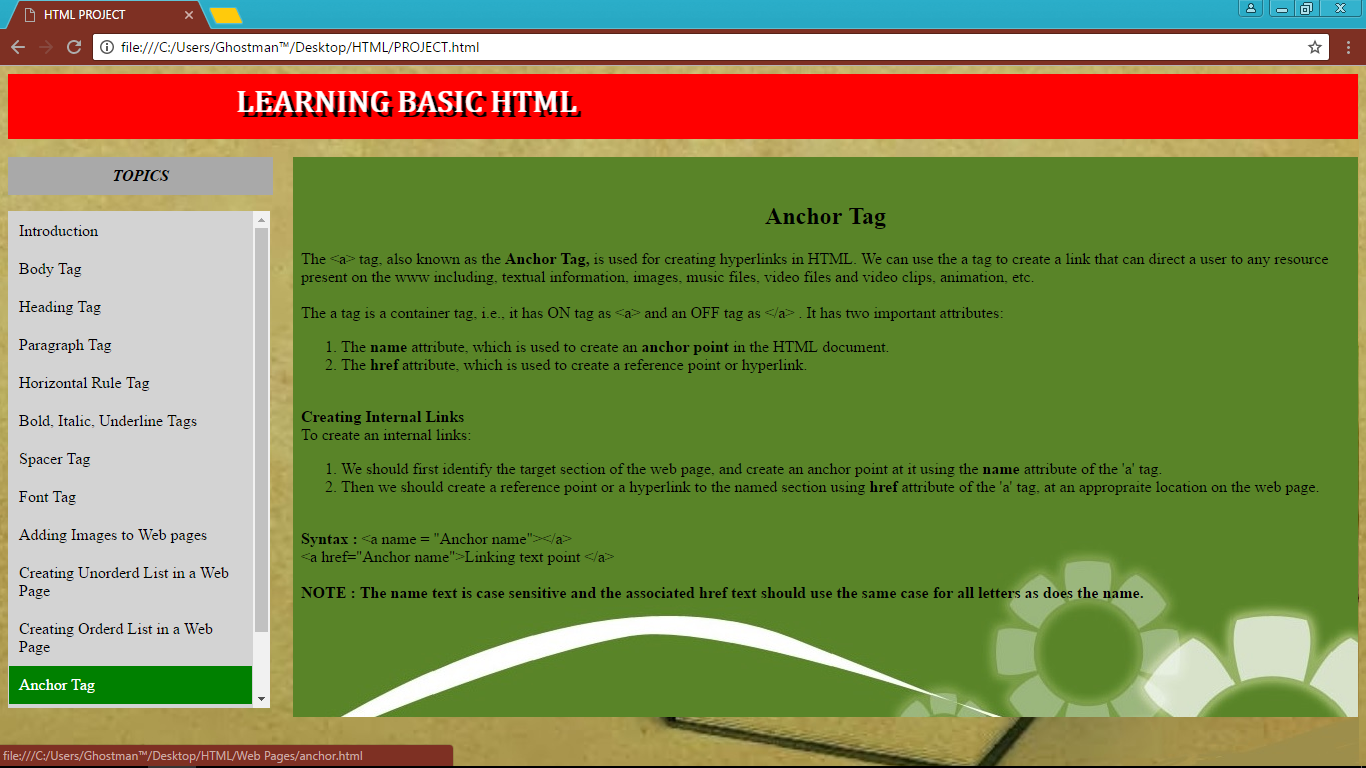 HTML PROJECT
file:///C:/Users/Ghostman™/Desktop/HTML/PROJECT.html
LEARNING BASIC HTML
TOPICS
Introduction
Body Tag
Heading Tag
Paragraph Tag
Horizontal Rule Tag
Bold, Italic, Underline Tags
Spacer Tag
Font Tag
Adding Images to Web pages
Creating Unorderd List in a Web
Page
Creating Orderd List in a Web
Page
Anchor Tag
Anchor Tag
The <a> tag, also known as the Anchor Tag, is used for creating hyperlinks in HTML. We can use the a tag to create a link that can direct a user to any resource
present on the www including, textual information, images, music files, video files and video clips, animation, etc.
The a tag is a container tag, i.e., it has ON tag as <a> and an OFF tag as </a> . It has two important attributes:
1. The name attribute, which is used to create an anchor point in the HTML document.
2. The href attribute, which is used to create a reference point or hyperlink.
Creating Internal Links
To create an internal links:
1. We should first identify the target section of the web page, and create an anchor point at it using the name attribute of the 'a' tag.
2. Then we should create a reference point or a hyperlink to the named section using href attribute of the 'a' tag, at an appropraite location on the web page.
Syntax : <a name = "Anchor name"></a>
<a href="Anchor name">Linking text point </a>
NOTE : The name text is case sensitive and the associated href text should use the same case for all letters as does the name.
file:///C:/Users/Ghostman™/Desktop/HTML/Web Pages/anchor.html